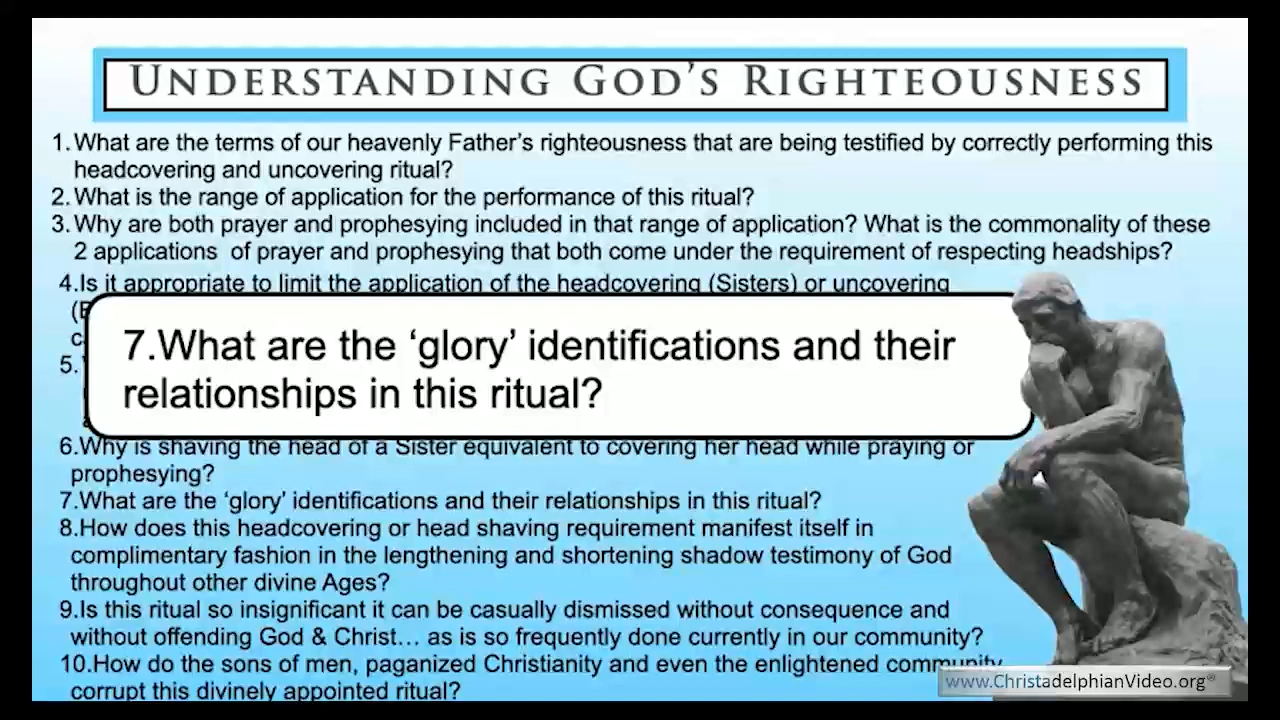 UNDERSTANDING GOD'S RIGHTEOUSNESS
1. What are the terms of our heavenly Father's righteousness that are being testified by correctly performing this
headcovering and uncovering ritual?
2. What is the range of application for the performance of this ritual?
3. Why are both prayer and prophesying included in that range of application? What is the commonality of these
2 applications of prayer and prophesying that both come under the requirement of respecting headships?
4.Is it appropriate to limit the application of the headcovering (Sisters) or uncovering
5.
7.What are the ‘glory’ identifications and their
relationships in this ritual?
6.Why is shaving the head of a Sister equivalent to covering her head while praying or
prophesying?
7.What are the ‘glory’ identifications and their relationships in this ritual?
8.How does this headcovering or head shaving requirement manifest itself in
complimentary fashion in the lengthening and shortening shadow testimony of God
throughout other divine Ages?
9.Is this ritual so insignificant it can be casually dismissed without consequence and
without offending God & Christ... as is so frequently done currently in our community?
10.How do the sons of men, paganized Christianity and even the enlightened community
corrupt this divinely appointed ritual?
www.ChristadelphianVideo.org®